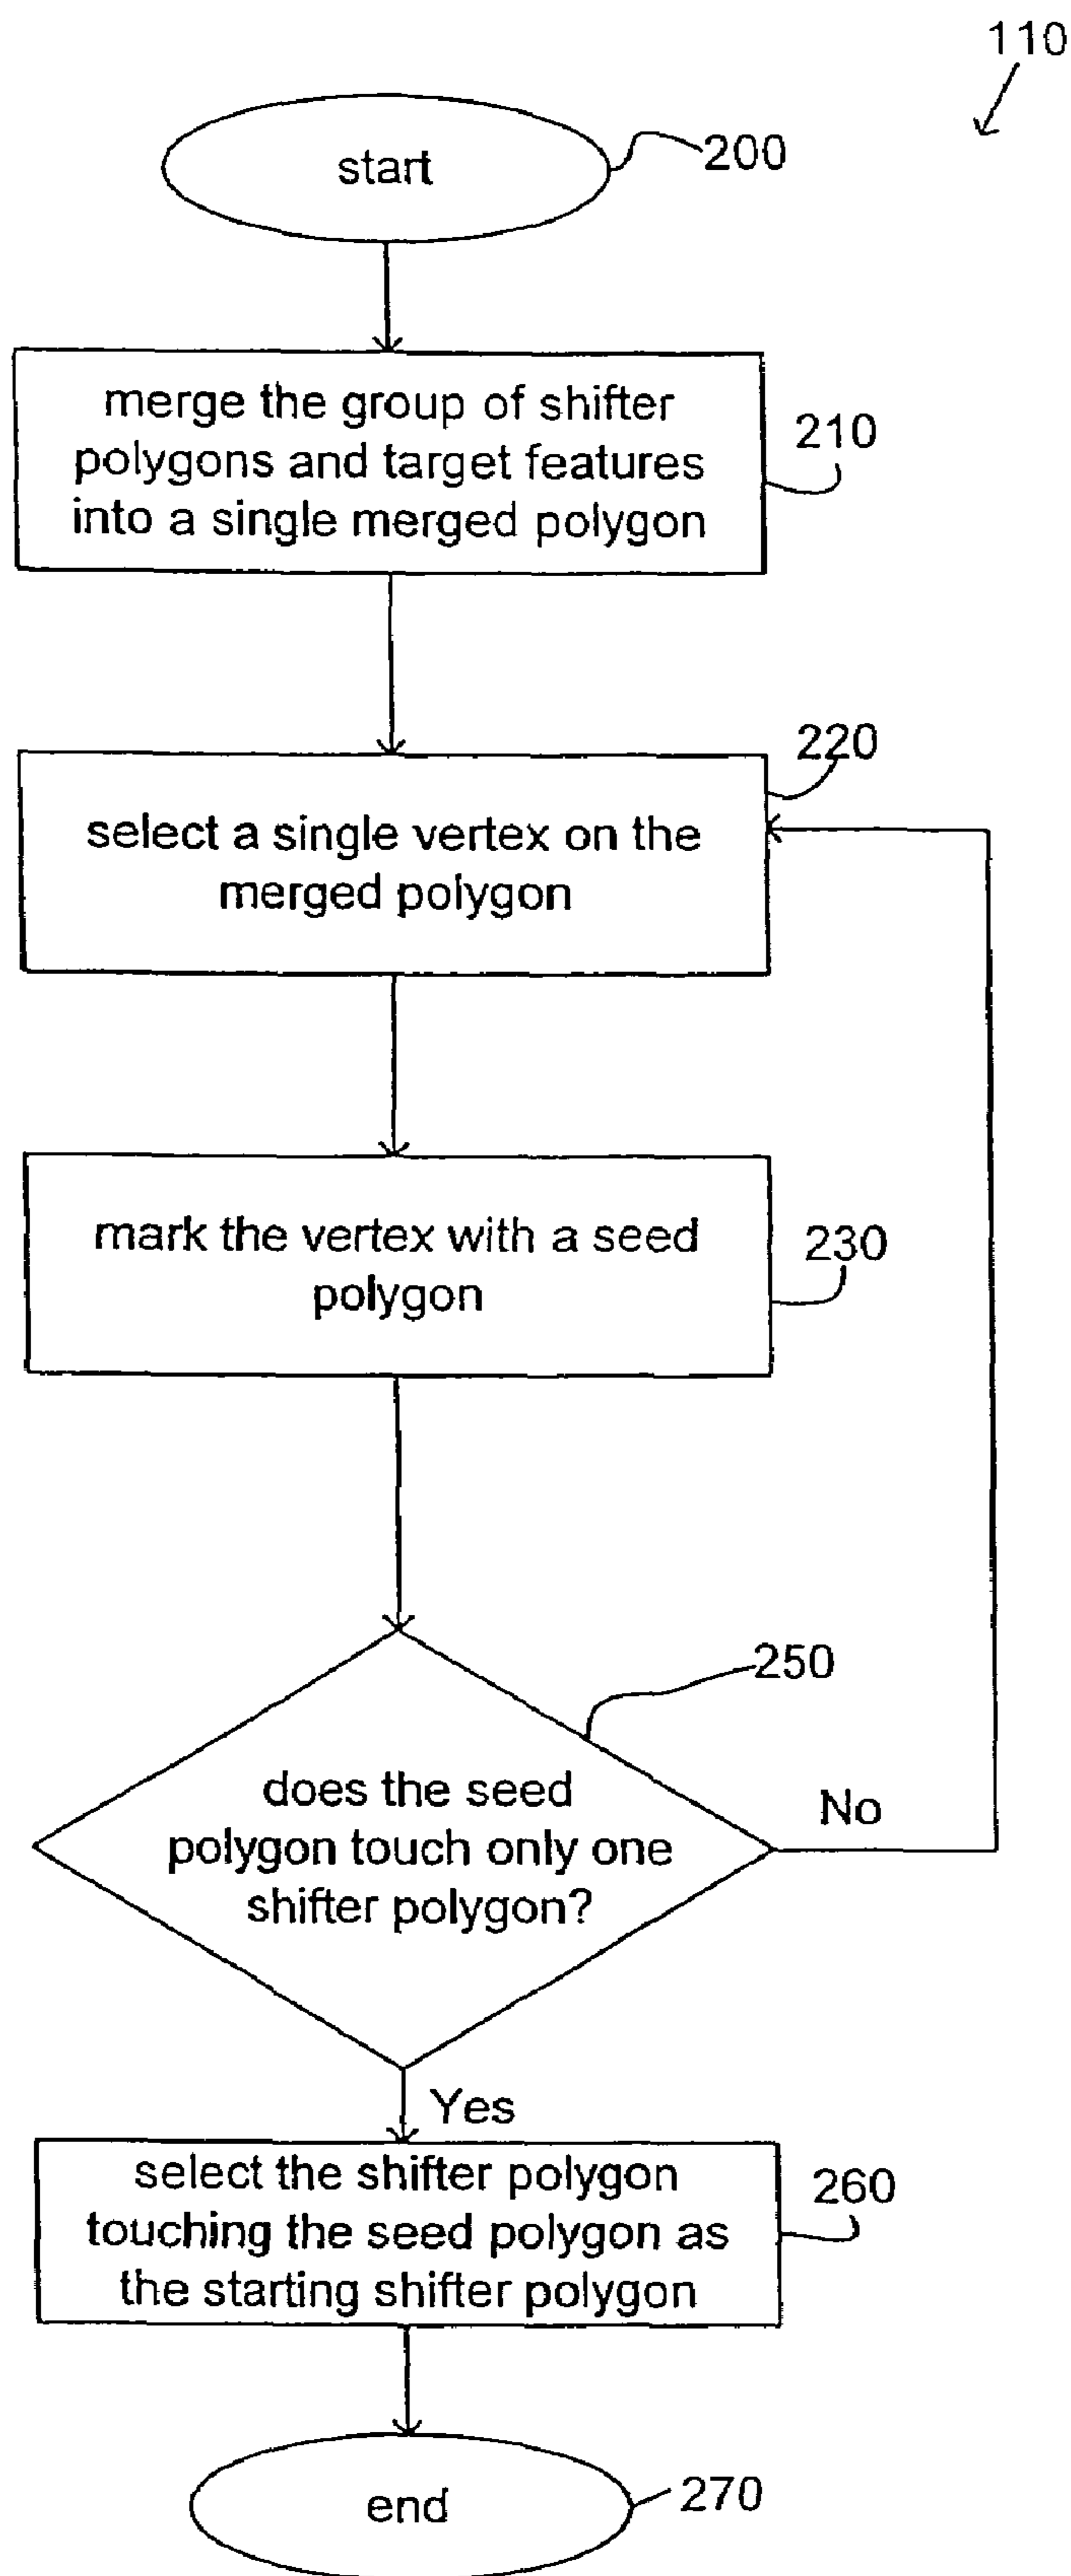 110
start
200
merge the group of shifter
polygons and target features
into a single merged polygon
210
220
select a single vertex on the
merged polygon
mark the vertex with a seed
polygon
230
250
does the seed
polygon touch only one
shifter polygon?
No
Yes
select the shifter polygon
touching the seed polygon as
the starting shifter polygon
260
end
270